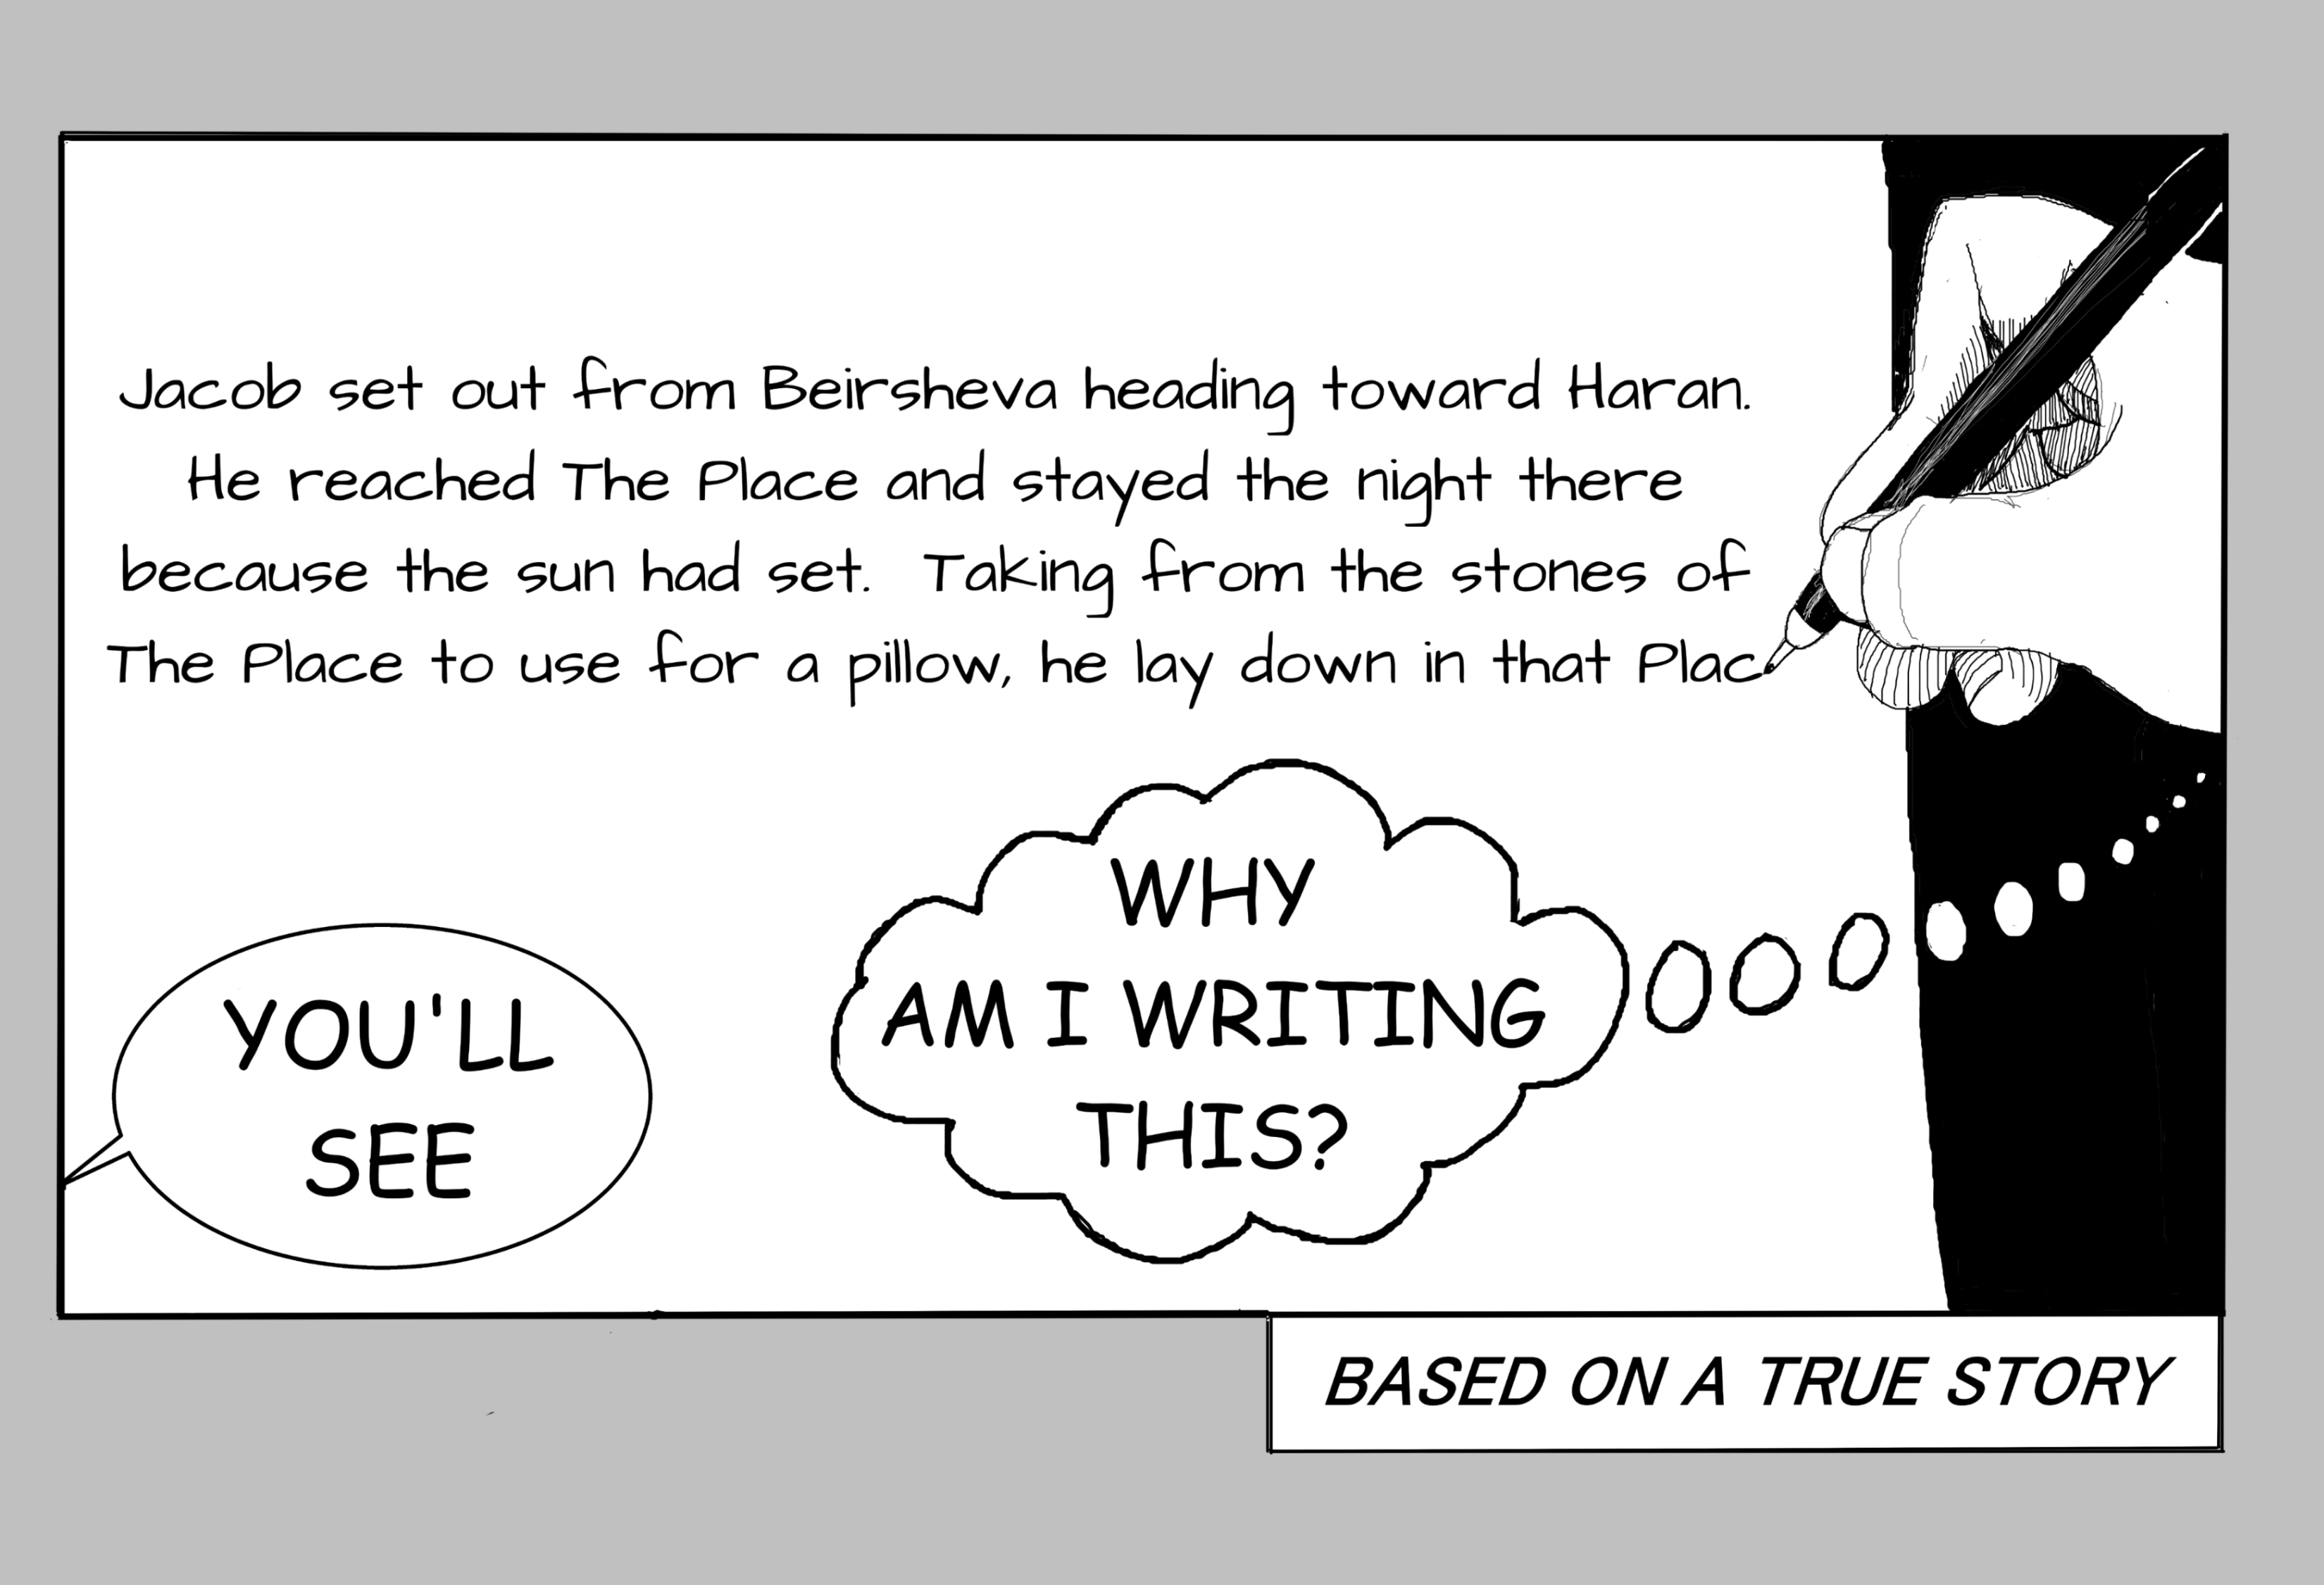 Jacob set out from Beirsheva heading toward Haran.
He reached The Place and stayed the night there
because the sun had set. Taking from the stones of
The Place to use for a pillow, he lay down in that Plac
WHY
AM I WRITING
THIS?
YOU'LL
SEE
BASED ON A TRUE STORY